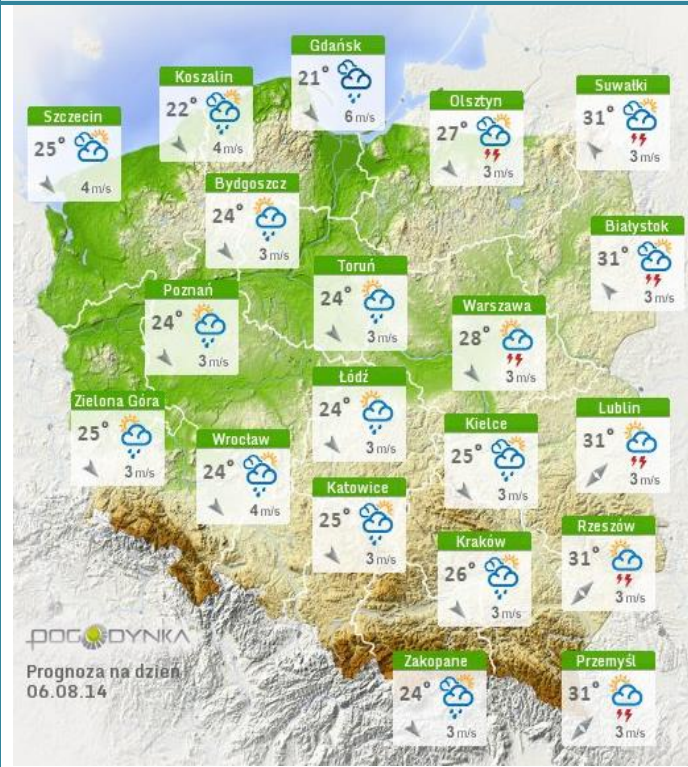 Gdańsk
21°
6 m/s
Koszalin
22°
4 m/s
Suwałki
31°
3 m/s
Olsztyn
27°
3 m/s
Szczecin
25°
4 m/s
Bydgoszcz
24°
3 m/s
Białystok
31°
3 m/s
Toruń
24°
3 m/s
Poznań
24°
3 m/s
Warszawa
28°
3 m/s
Łódź
24°
3 m/s
Zielona Góra
25°
3 m/s
Lublin
31°
3 m/s
Kielce
25°
3 m/s
Wrocław
24°
4 m/s
Katowice
25°
3 m/s
Rzeszów
31°
3 m/s
Kraków
26°
3 m/s
POGODYNKA
Prognoza na dzień
06.08.14
Zakopane
24°
3 m/s
Przemyśl
31°
3 m/s